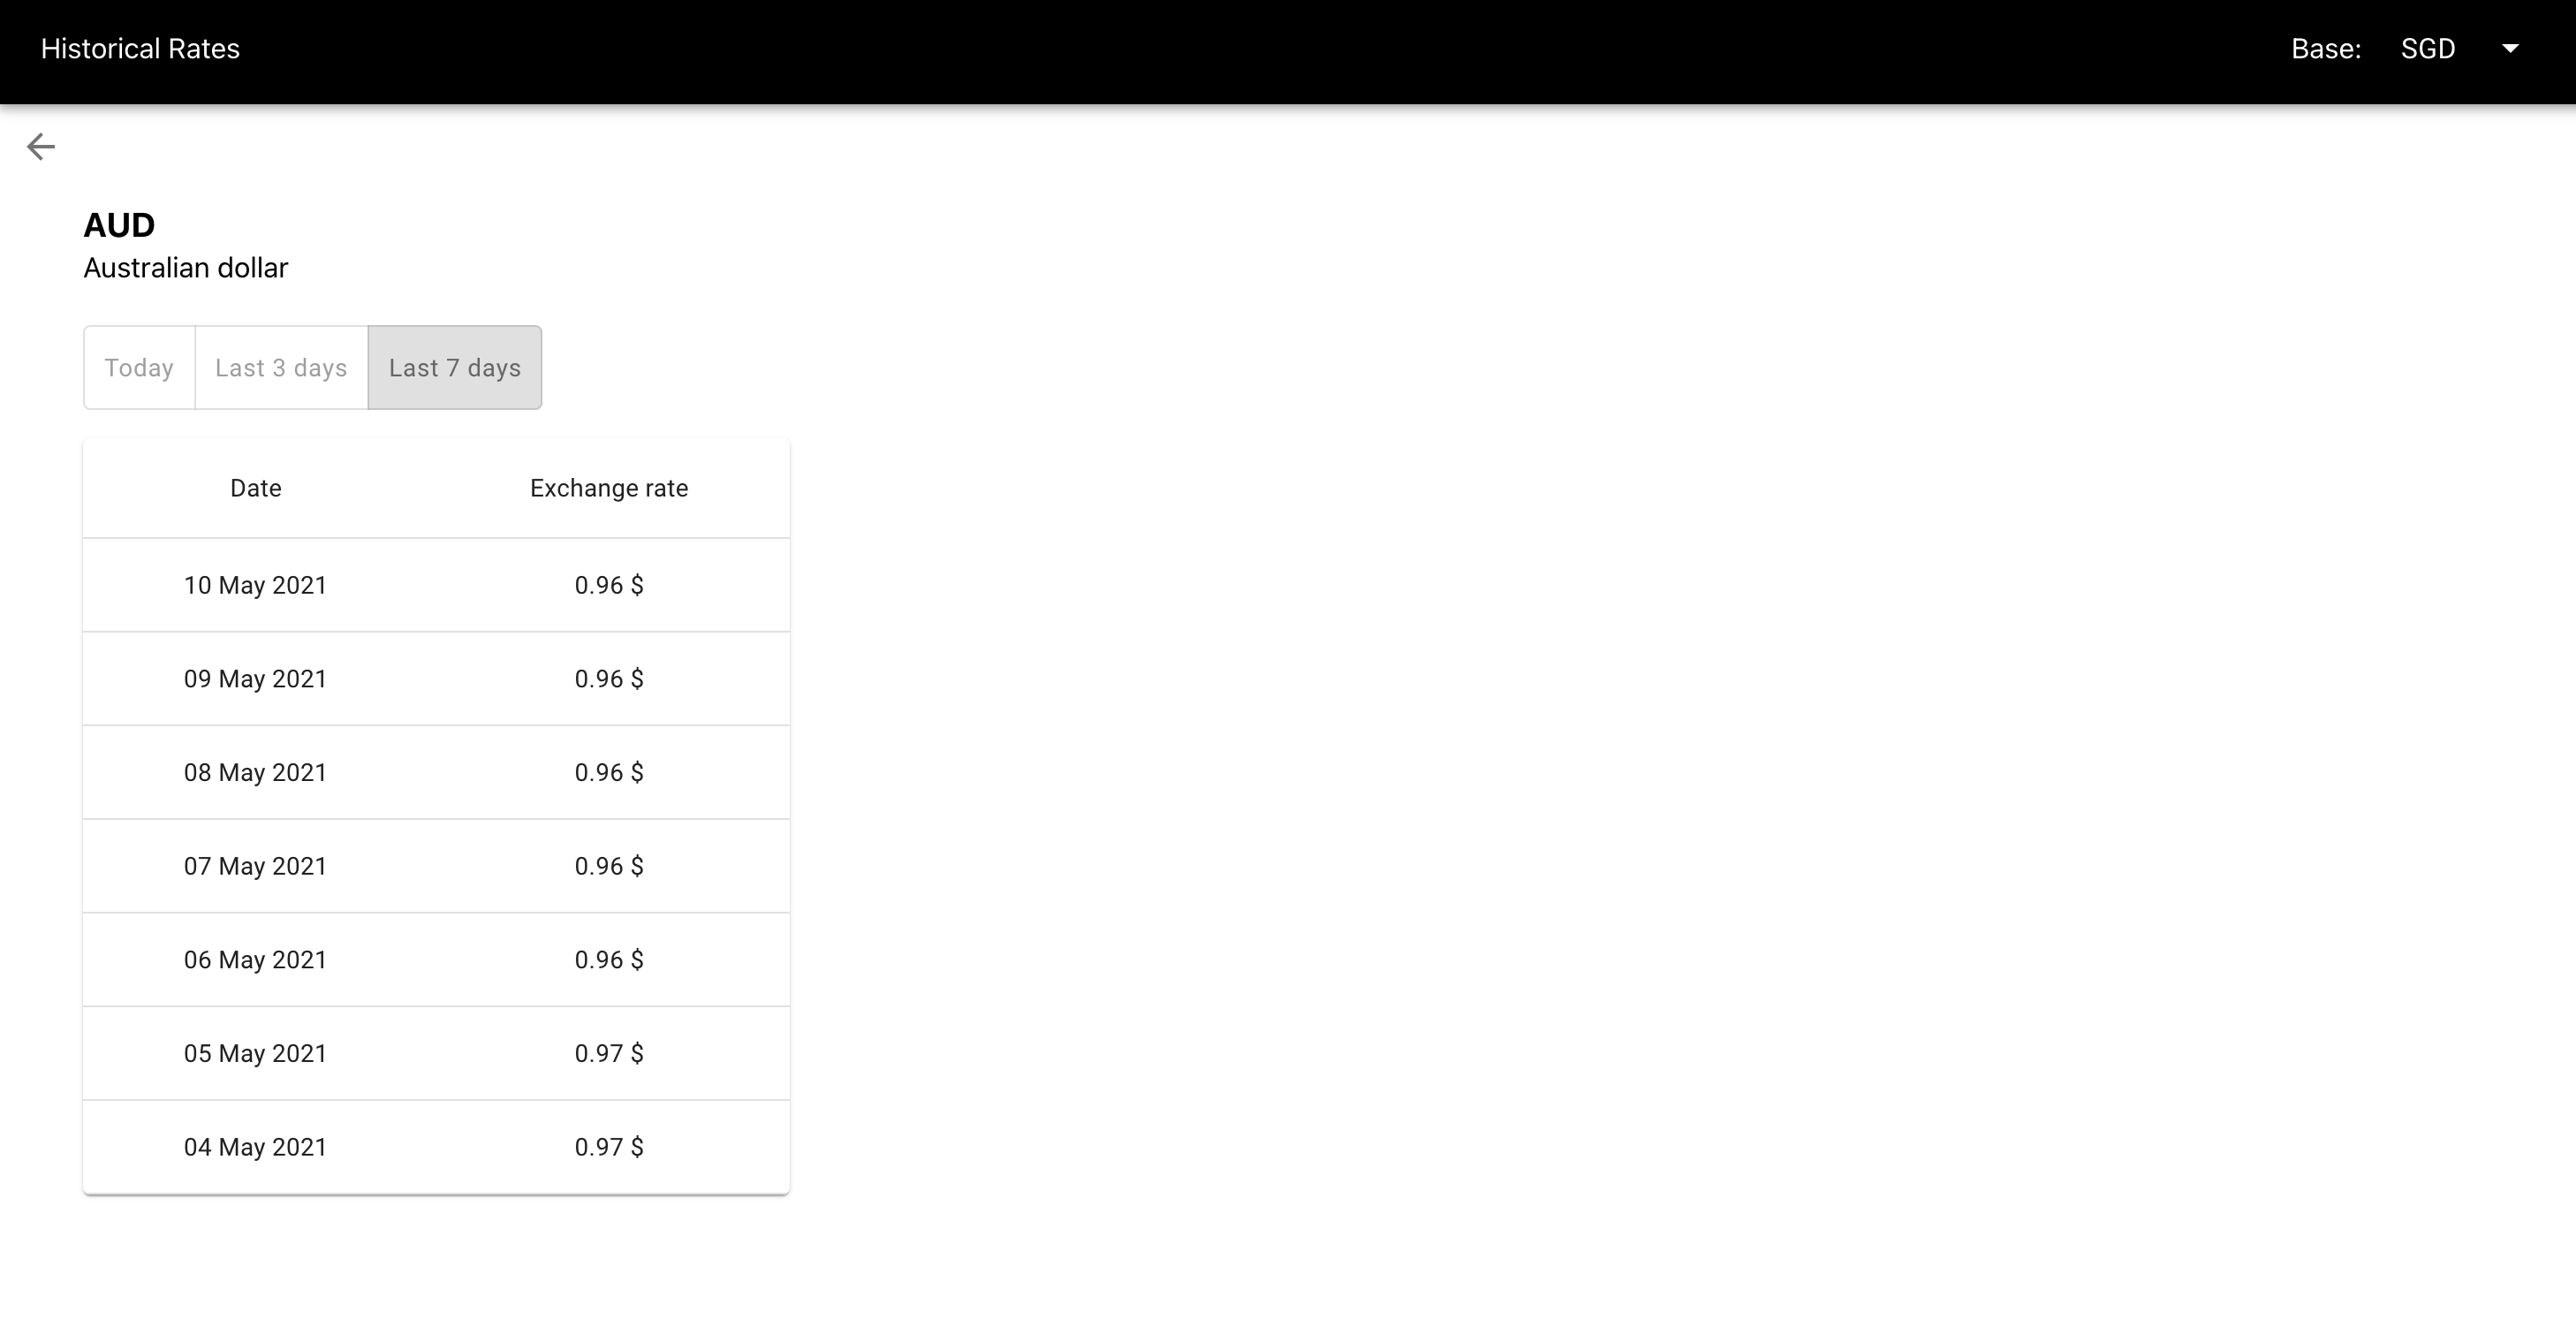 Historical Rates Base: SGD
AUD
Australian dollar
Today Last 3 days Last 7 days
Date Exchange rate
10 May 2021 0.96 $
09 May 2021 0.96 $
08 May 2021 0.96 $
07 May 2021 0.96 $
06 May 2021 0.96 $
05 May 2021 0.97 $
04 May 2021 0.97 $